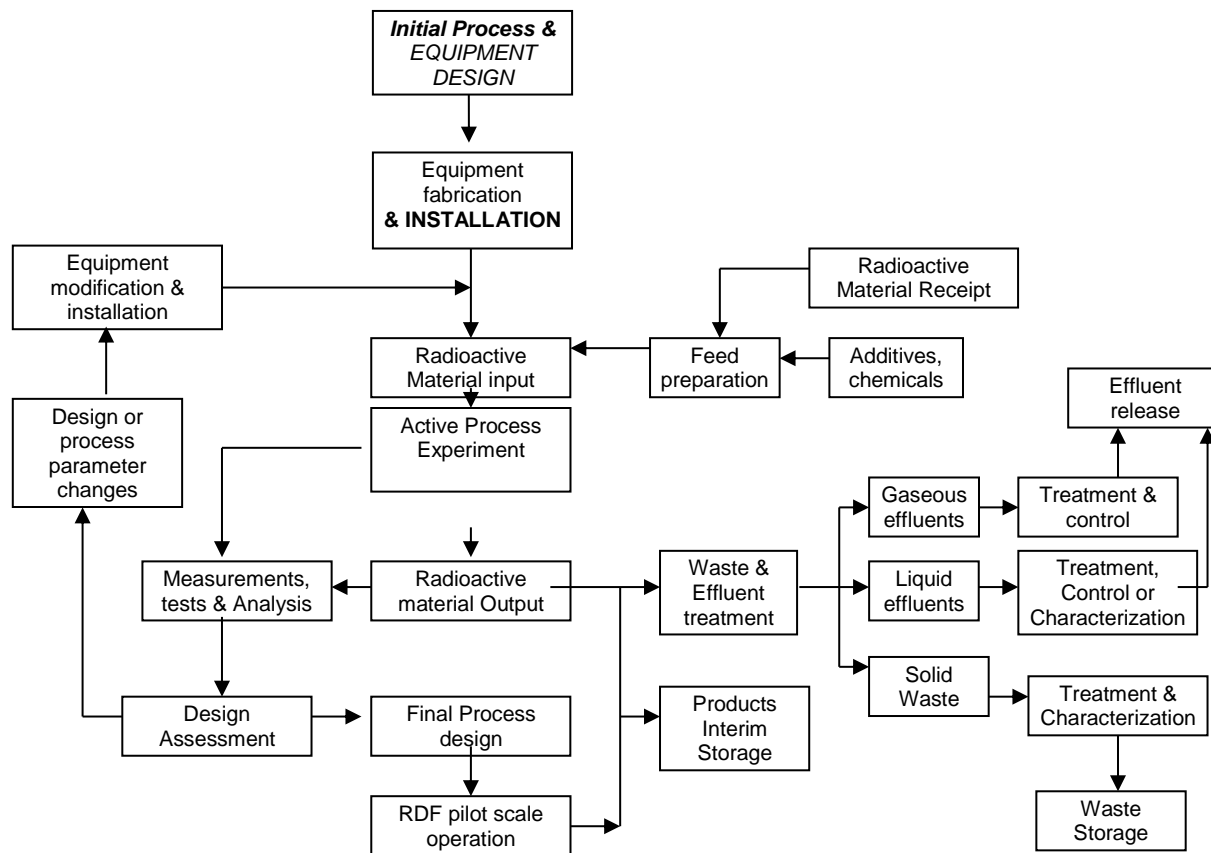 Initial Process &
EQUIPMENT
DESIGN
Equipment
fabrication
& INSTALLATION
Equipment
modification &
installation
Radioactive
Material Receipt
Radioactive
Material input
Feed
preparation
Additives,
chemicals
Effluent
release
Design or
process
parameter
changes
Active Process
Experiment
Gaseous
effluents
Treatment &
control
Measurements,
tests & Analysis
Radioactive
material Output
Waste &
Effluent
treatment
Liquid
effluents
Treatment,
Control or
Characterization
Solid
Waste
Treatment &
Characterization
Design
Assessment
Final Process
design
Products
Interim
Storage
RDF pilot scale
operation
Waste
Storage